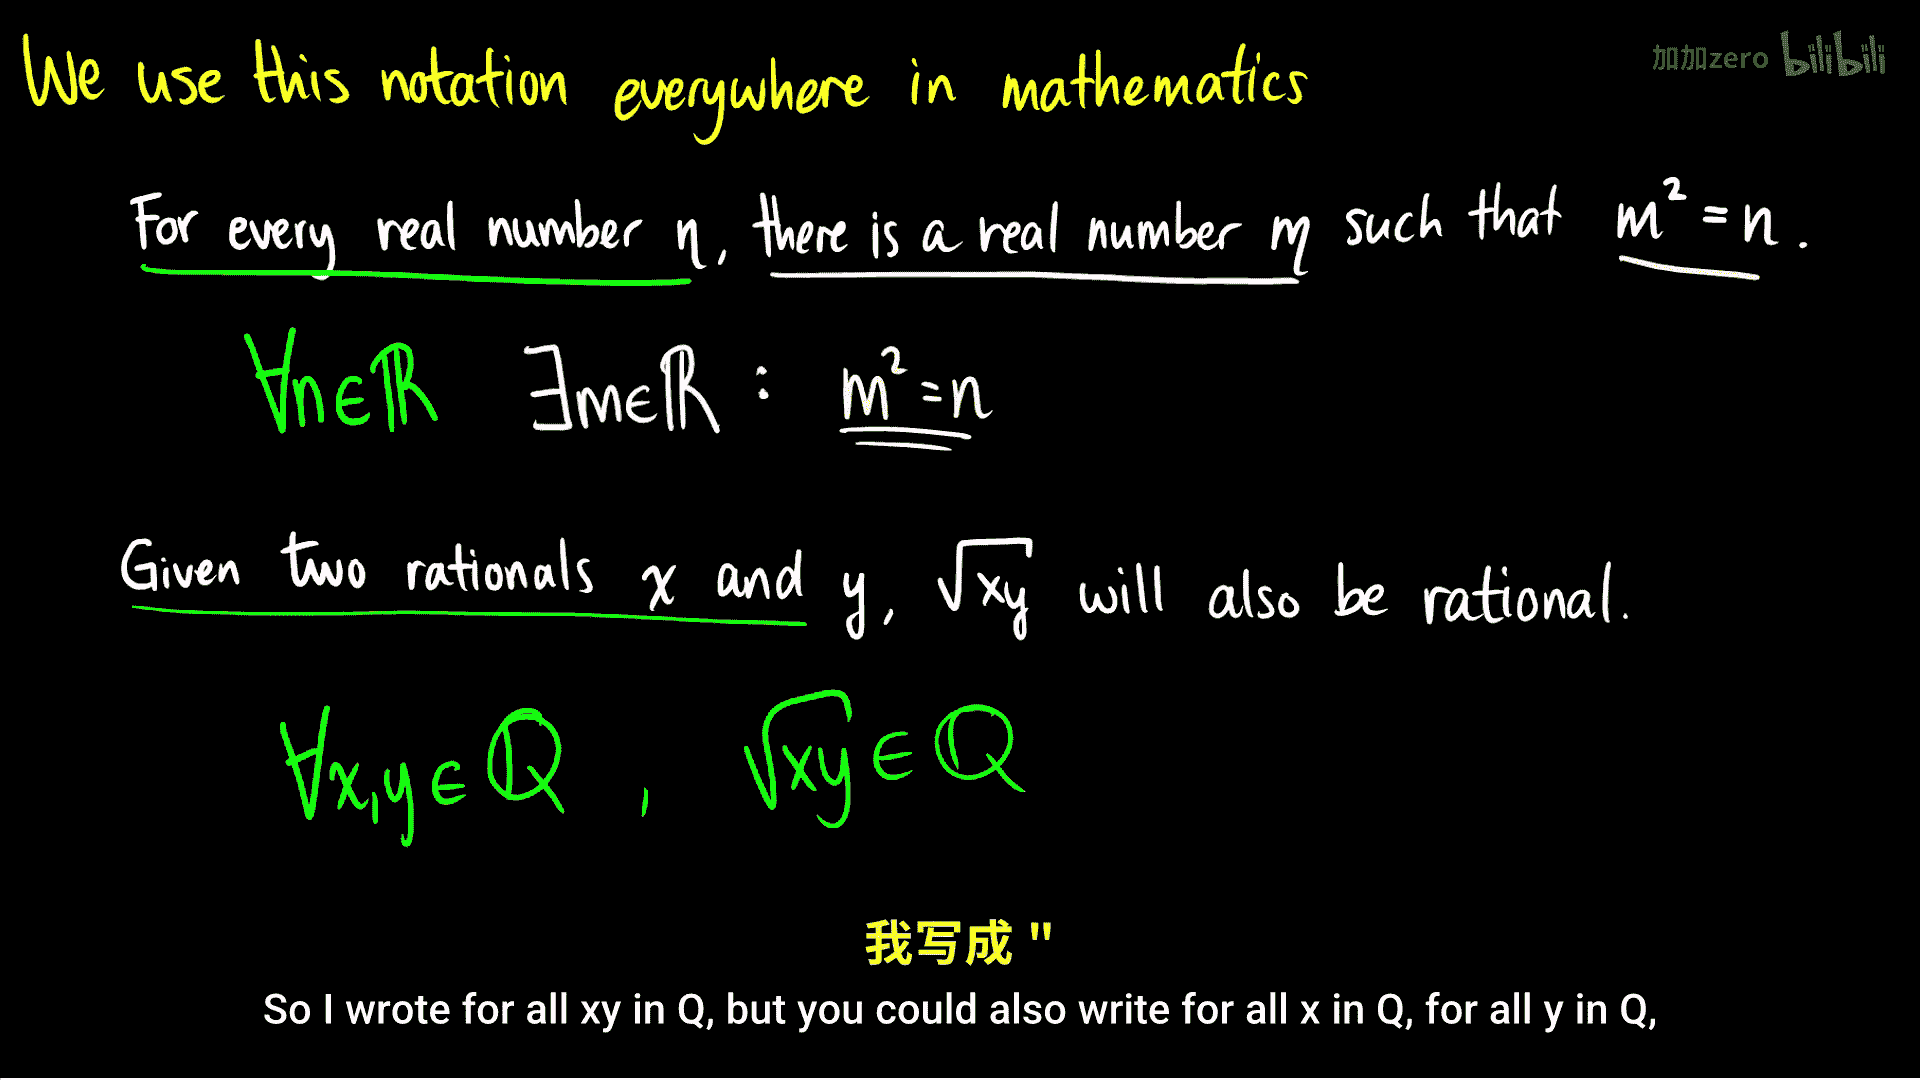 We use this notation everywhere in mathematics
加加zero bilibili
For every real number n, there is a real number m such that m² = n.
∀n∈ℝ ∃m∈ℝ : m² = n
Given two rationals x and y, √xy will also be rational.
∀x,y∈ℚ , √xy ∈ ℚ
我写成 "
So I wrote for all xy in Q, but you could also write for all x in Q, for all y in Q,